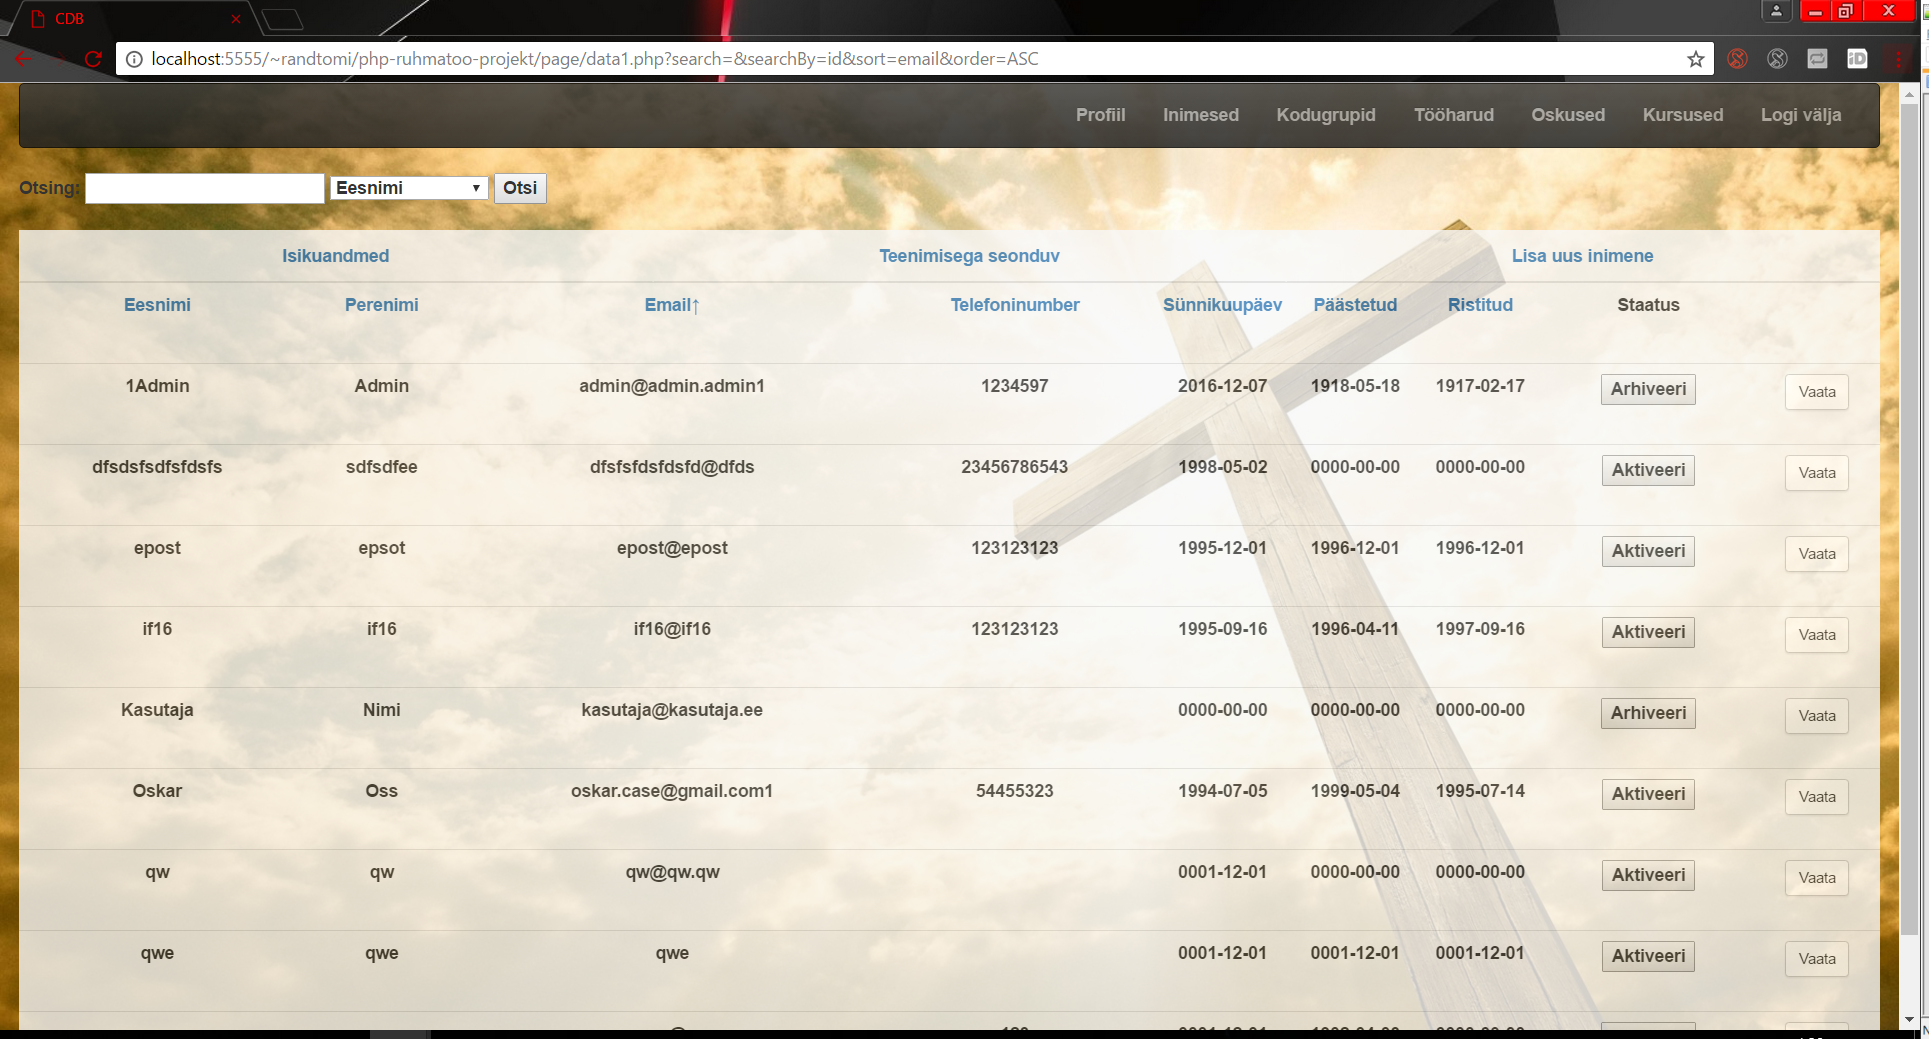 CDB
localhost:5555/~randtomi/php-ruhmatoo-projekt/page/data1.php?search=&searchBy=id&sort=email&order=ASC
Profiil Inimesed Kodugrupid Tööharud Oskused Kursused Logi välja
Otsing: Eesnimi Otsi
Isikuandmed Teenimisega seonduv Lisa uus inimene
Eesnimi Perenimi Email↑ Telefoninumber Sünnikuupäev Päästetud Ristitud Staatus
1Admin Admin admin@admin.admin1 1234597 2016-12-07 1918-05-18 1917-02-17 Arhiveeri Vaata
dfsdsfsdfsfdsfs sdfsdfee dfsfsfdsfdsfd@dfds 23456786543 1998-05-02 0000-00-00 0000-00-00 Aktiveeri Vaata
epost epsot epost@epost 123123123 1995-12-01 1996-12-01 1996-12-01 Aktiveeri Vaata
if16 if16 if16@if16 123123123 1995-09-16 1996-04-11 1997-09-16 Aktiveeri Vaata
Kasutaja Nimi kasutaja@kasutaja.ee 0000-00-00 0000-00-00 0000-00-00 Arhiveeri Vaata
Oskar Oss oskar.case@gmail.com1 54455323 1994-07-05 1999-05-04 1995-07-14 Aktiveeri Vaata
qw qw qw@qw.qw 0001-12-01 0000-00-00 0000-00-00 Aktiveeri Vaata
qwe qwe qwe 0001-12-01 0001-12-01 0001-12-01 Aktiveeri Vaata